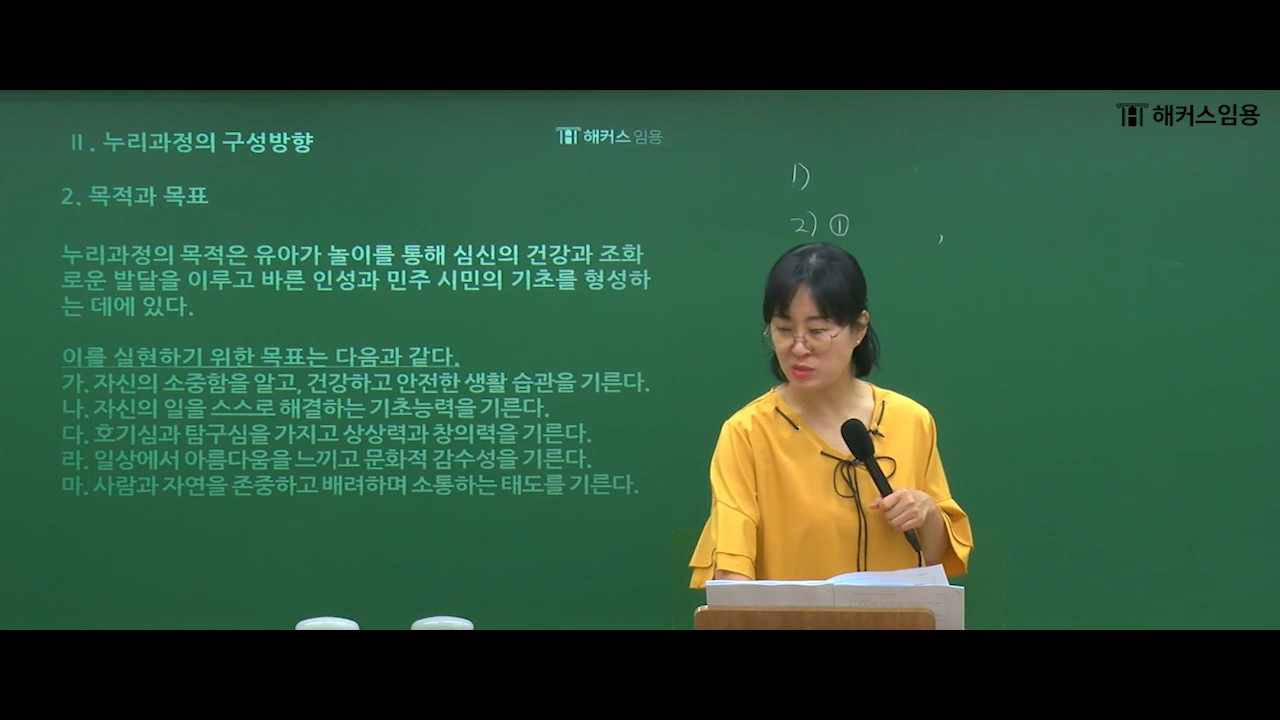 해커스임용
Ⅱ. 누리과정의 구성방향
해커스 임용
2. 목적과 목표
누리과정의 목적은 유아가 놀이를 통해 심신의 건강과 조화
로운 발달을 이루고 바른 인성과 민주 시민의 기초를 형성하
는 데에 있다.
이를 실현하기 위한 목표는 다음과 같다.
가. 자신의 소중함을 알고, 건강하고 안전한 생활 습관을 기른다.
나. 자신의 일을 스스로 해결하는 기초능력을 기른다.
다. 호기심과 탐구심을 가지고 상상력과 창의력을 기른다.
라. 일상에서 아름다움을 느끼고 문화적 감수성을 기른다.
마. 사람과 자연을 존중하고 배려하며 소통하는 태도를 기른다.
1)
2) ①    ,